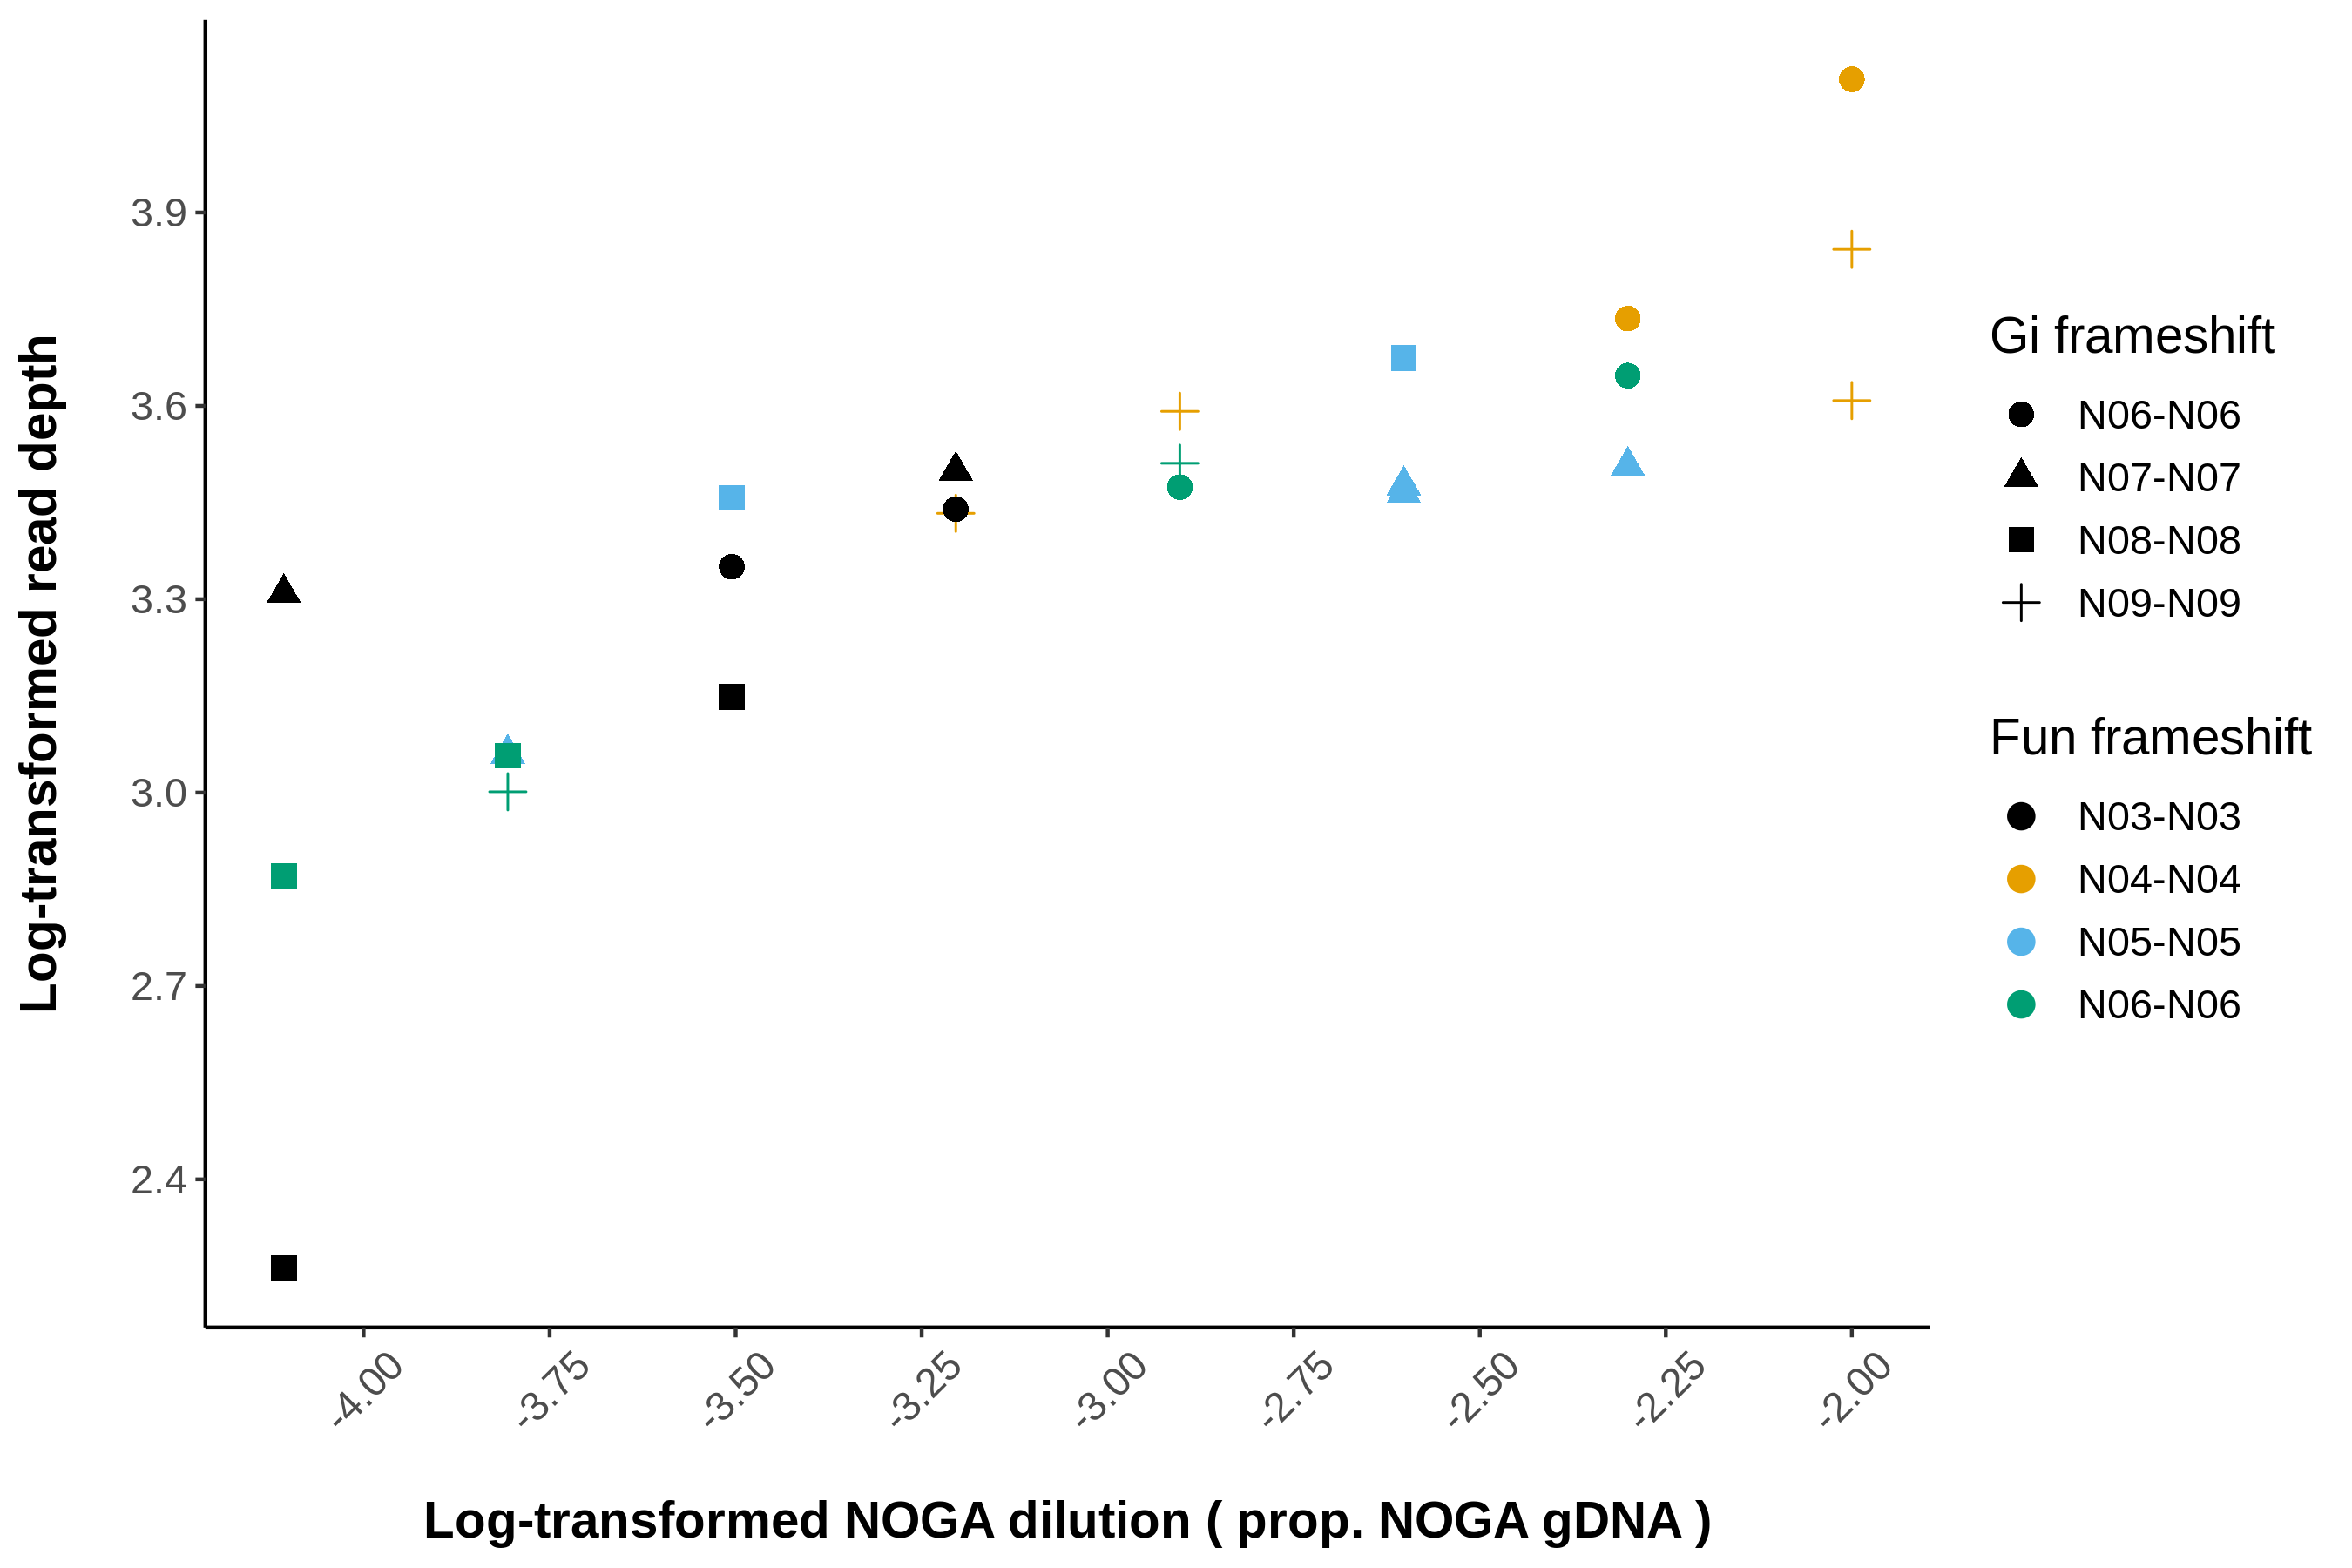 Log-transformed read depth
3.9
3.6
3.3
3.0
2.7
2.4
-4.00
-3.75
-3.50
-3.25
-3.00
-2.75
-2.50
-2.25
-2.00
Log-transformed NOGA dilution ( prop. NOGA gDNA )
Gi frameshift
N06-N06
N07-N07
N08-N08
N09-N09
Fun frameshift
N03-N03
N04-N04
N05-N05
N06-N06